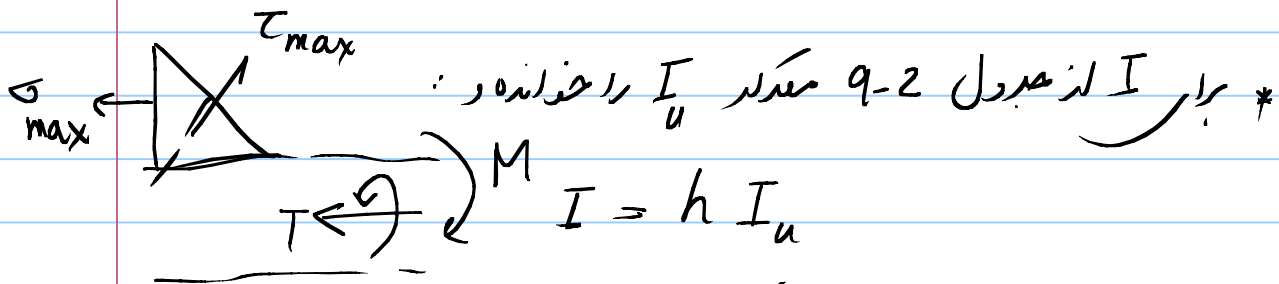 τmax
* برای I از جدول 9-2 مقدار Iu را خوانده و :
σmax
M
T
I = h Iu